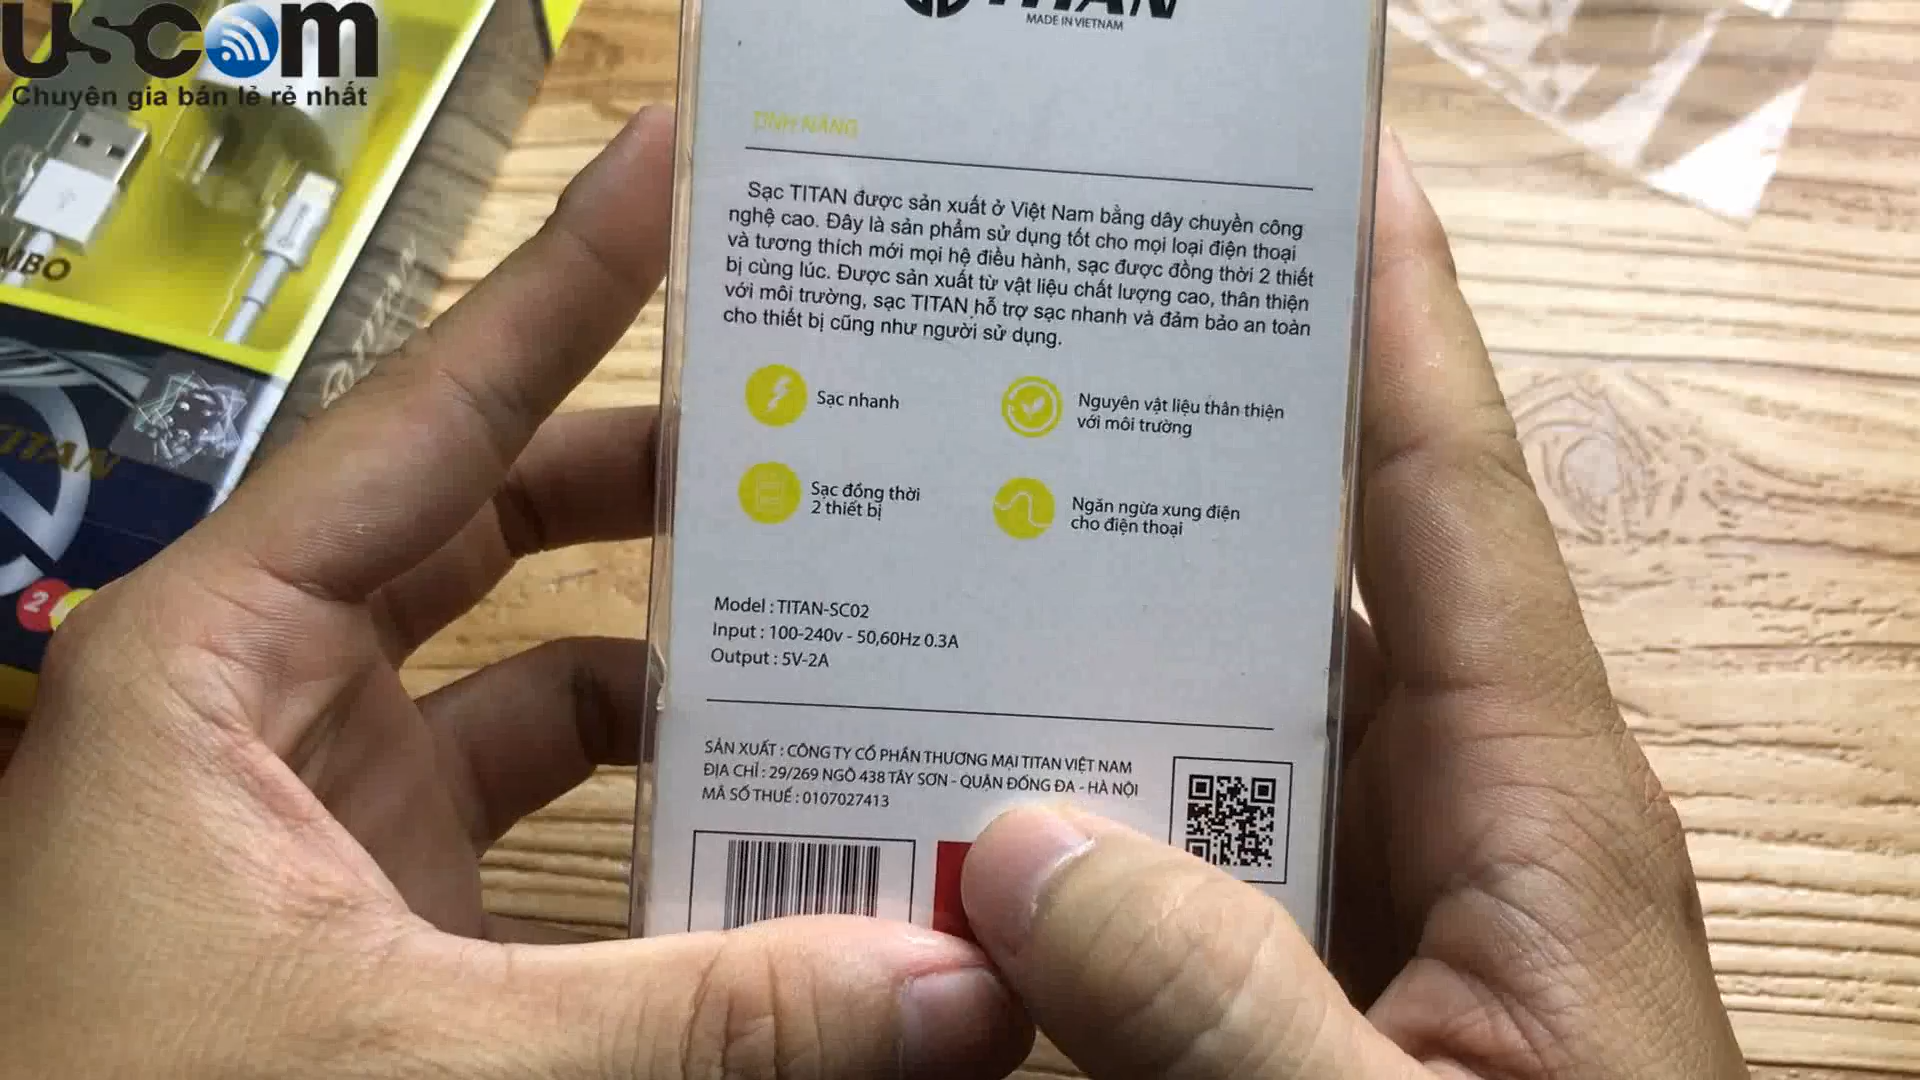 uscom
Chuyên gia bán lẻ rẻ nhất
TITAN
MADE IN VIETNAM
TÍNH NĂNG
Sạc TITAN được sản xuất ở Việt Nam bằng dây chuyền công
nghệ cao. Đây là sản phẩm sử dụng tốt cho mọi loại điện thoại
và tương thích mới mọi hệ điều hành, sạc được đồng thời 2 thiết
bị cùng lúc. Được sản xuất từ vật liệu chất lượng cao, thân thiện
với môi trường, sạc TITAN hỗ trợ sạc nhanh và đảm bảo an toàn
cho thiết bị cũng như người sử dụng.
Sạc nhanh
Nguyên vật liệu thân thiện
với môi trường
Sạc đồng thời
2 thiết bị
Ngăn ngừa xung điện
cho điện thoại
Model : TITAN-SC02
Input : 100-240v - 50,60Hz 0.3A
Output : 5V-2A
SẢN XUẤT : CÔNG TY CỔ PHẦN THƯƠNG MẠI TITAN VIỆT NAM
ĐỊA CHỈ : 29/269 NGÕ 438 TÂY SƠN - QUẬN ĐỐNG ĐA - HÀ NỘI
MÃ SỐ THUẾ : 0107027413
MBO
TITAN
2